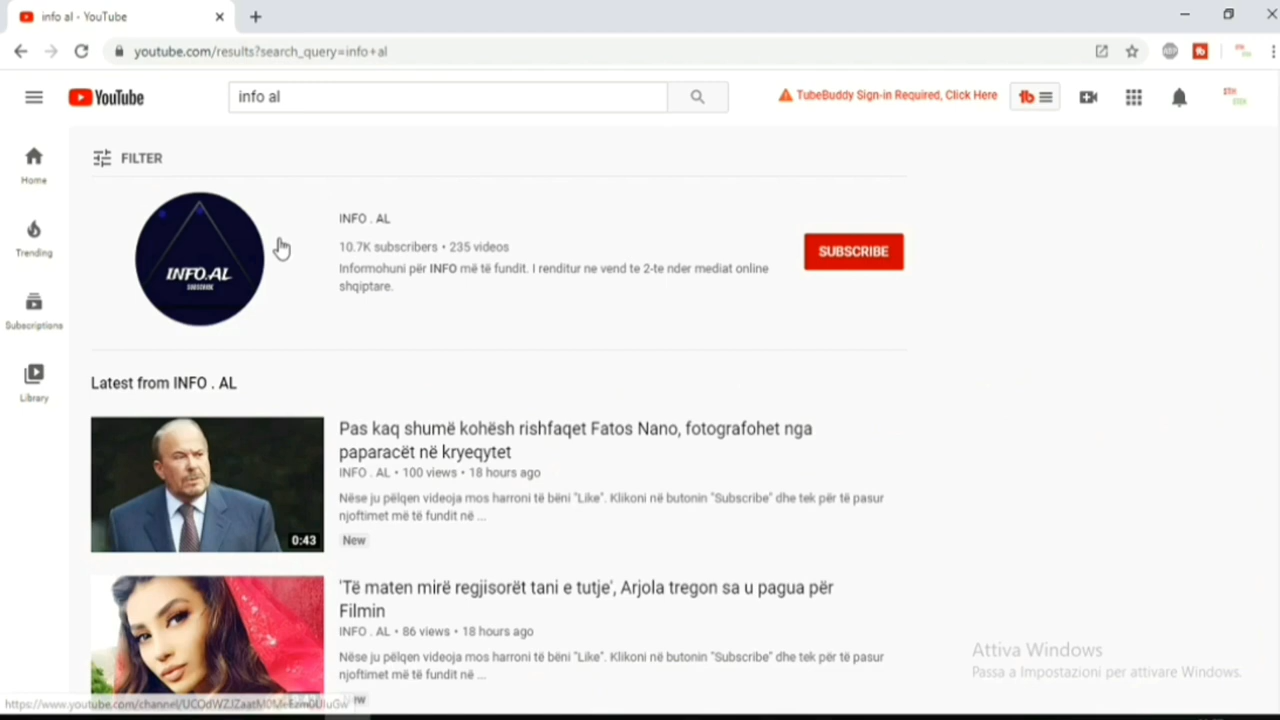 info al - YouTube
youtube.com/results?search_query=info+al
YouTube
info al
TubeBuddy Sign-in Required, Click Here
tb
Home
Trending
Subscriptions
Library
FILTER
INFO.AL
SUBSCRIBE
INFO . AL
10.7K subscribers • 235 videos
Informohuni për INFO më të fundit. I renditur ne vend te 2-te nder mediat online
shqiptare.
SUBSCRIBE
Latest from INFO . AL
0:43
Pas kaq shumë kohësh rishfaqet Fatos Nano, fotografohet nga
paparacët në kryeqytet
INFO . AL • 100 views • 18 hours ago
Nëse ju pëlqen videoja mos harroni të bëni "Like". Klikoni në butonin "Subscribe" dhe tek për të pasur
njoftimet më të fundit në ...
New
'Të maten mirë regjisorët tani e tutje', Arjola tregon sa u pagua për
Filmin
INFO . AL • 86 views • 18 hours ago
Nëse ju pëlqen videoja mos harroni të bëni "Like". Klikoni në butonin "Subscribe" dhe tek për të pasur
njoftimet më të fundit në ...
Attiva Windows
Passa a Impostazioni per attivare Windows.